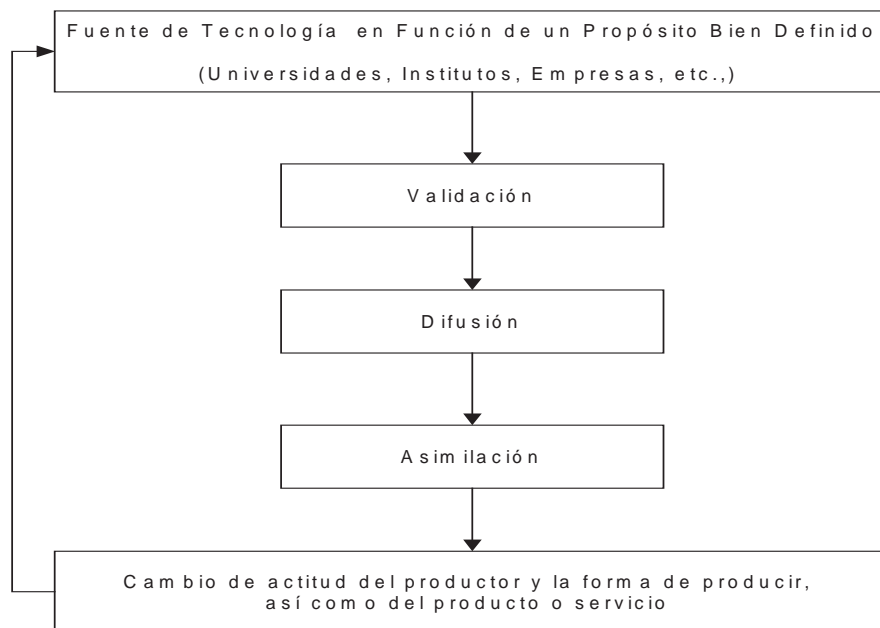 Fuente de Tecnología en Función de un Propósito Bien Definido
(Universidades, Institutos, Empresas, etc.,)
Validación
Difusión
Asimilación
Cambio de actitud del productor y la forma de producir,
así como del producto o servicio